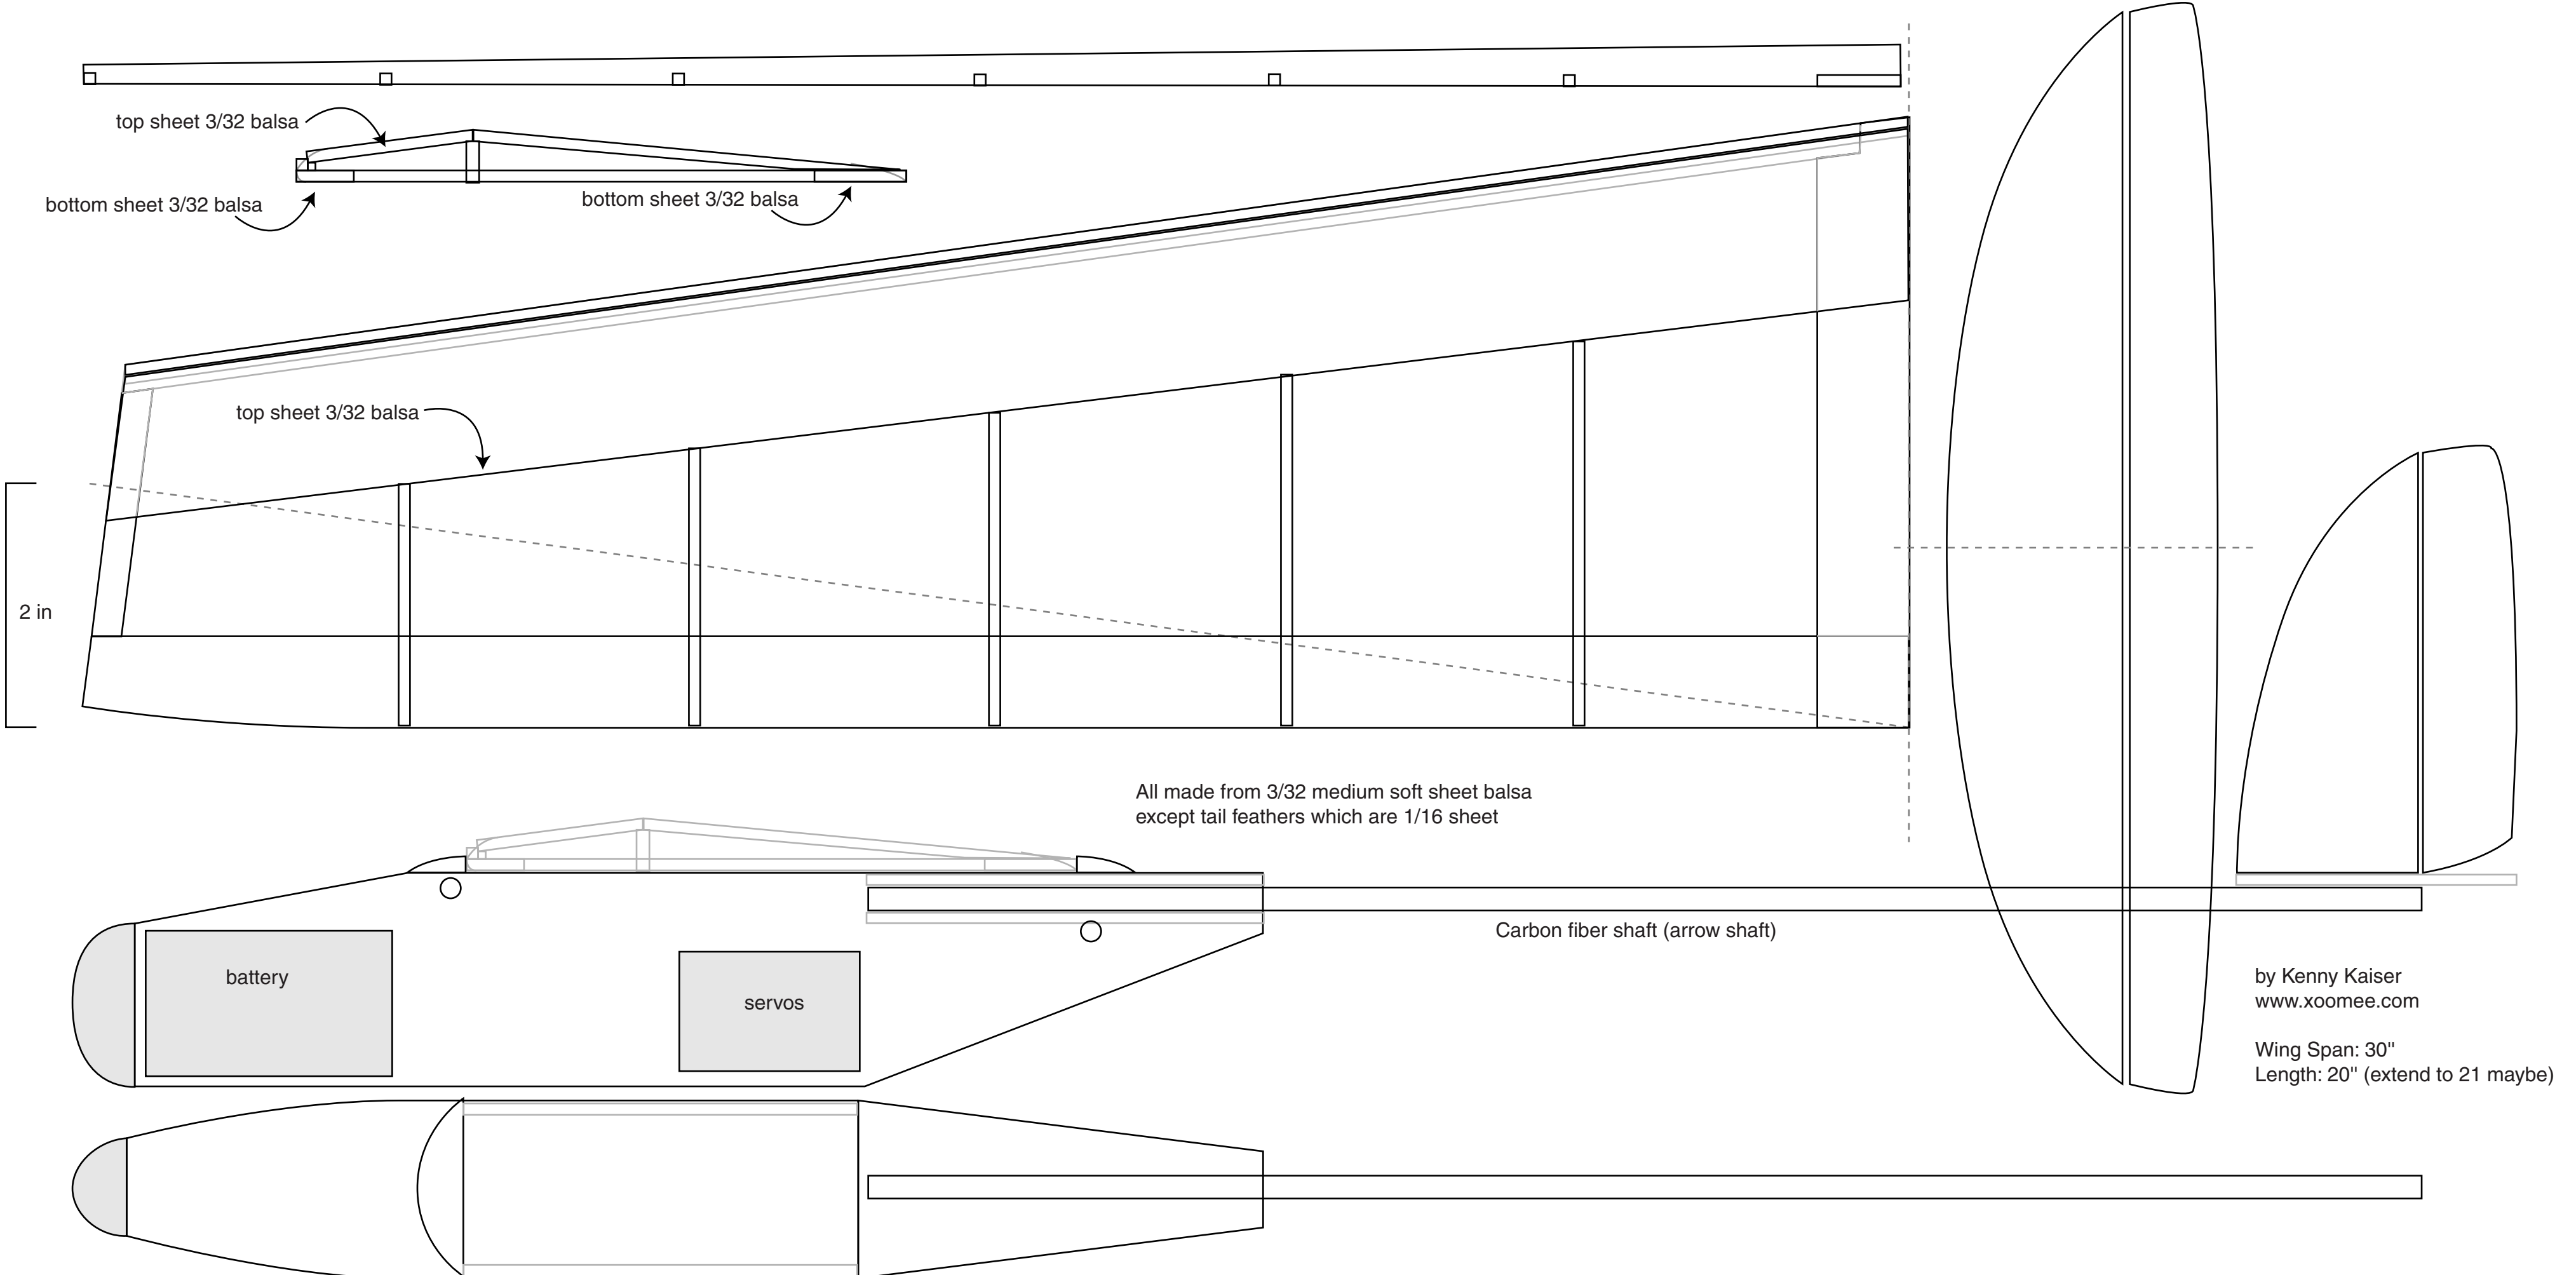 top sheet 3/32 balsa
bottom sheet 3/32 balsa
bottom sheet 3/32 balsa
top sheet 3/32 balsa
2 in
All made from 3/32 medium soft sheet balsa
except tail feathers which are 1/16 sheet
Carbon fiber shaft (arrow shaft)
battery
servos
by Kenny Kaiser
www.xoomee.com
Wing Span: 30"
Length: 20" (extend to 21 maybe)